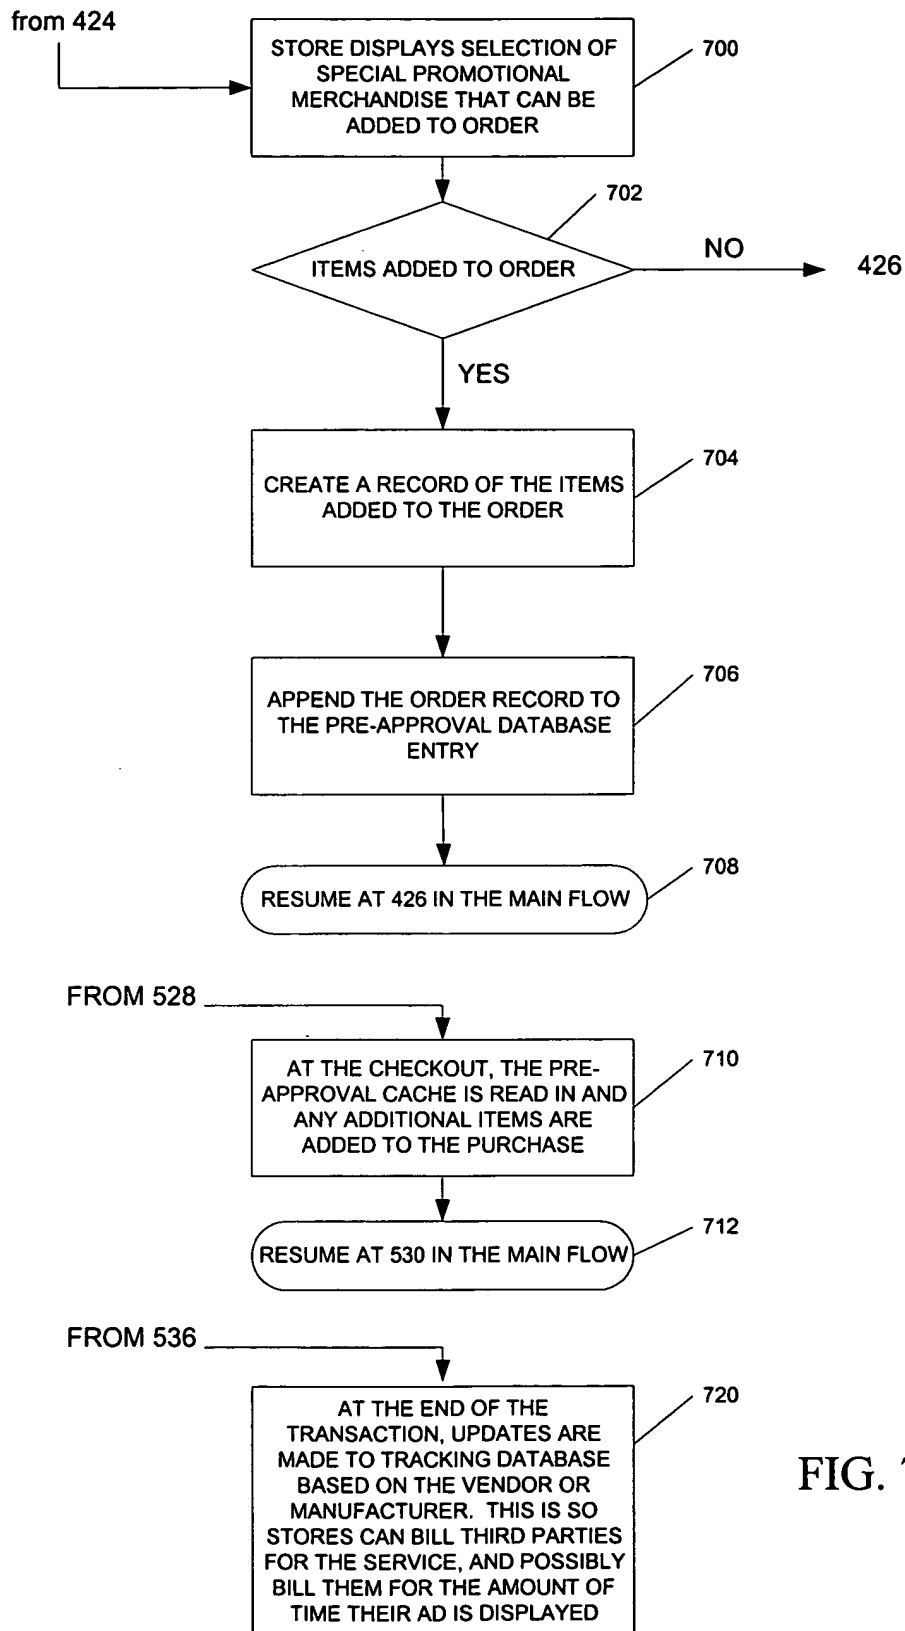 from 424
STORE DISPLAYS SELECTION OF
SPECIAL PROMOTIONAL
MERCHANDISE THAT CAN BE
ADDED TO ORDER
700
702
ITEMS ADDED TO ORDER
NO
426
YES
CREATE A RECORD OF THE ITEMS
ADDED TO THE ORDER
704
APPEND THE ORDER RECORD TO
THE PRE-APPROVAL DATABASE
ENTRY
706
RESUME AT 426 IN THE MAIN FLOW
708
FROM 528
AT THE CHECKOUT, THE PRE-
APPROVAL CACHE IS READ IN AND
ANY ADDITIONAL ITEMS ARE
ADDED TO THE PURCHASE
710
RESUME AT 530 IN THE MAIN FLOW
712
FROM 536
AT THE END OF THE
TRANSACTION, UPDATES ARE
MADE TO TRACKING DATABASE
BASED ON THE VENDOR OR
MANUFACTURER. THIS IS SO
STORES CAN BILL THIRD PARTIES
FOR THE SERVICE, AND POSSIBLY
BILL THEM FOR THE AMOUNT OF
TIME THEIR AD IS DISPLAYED
720
FIG.